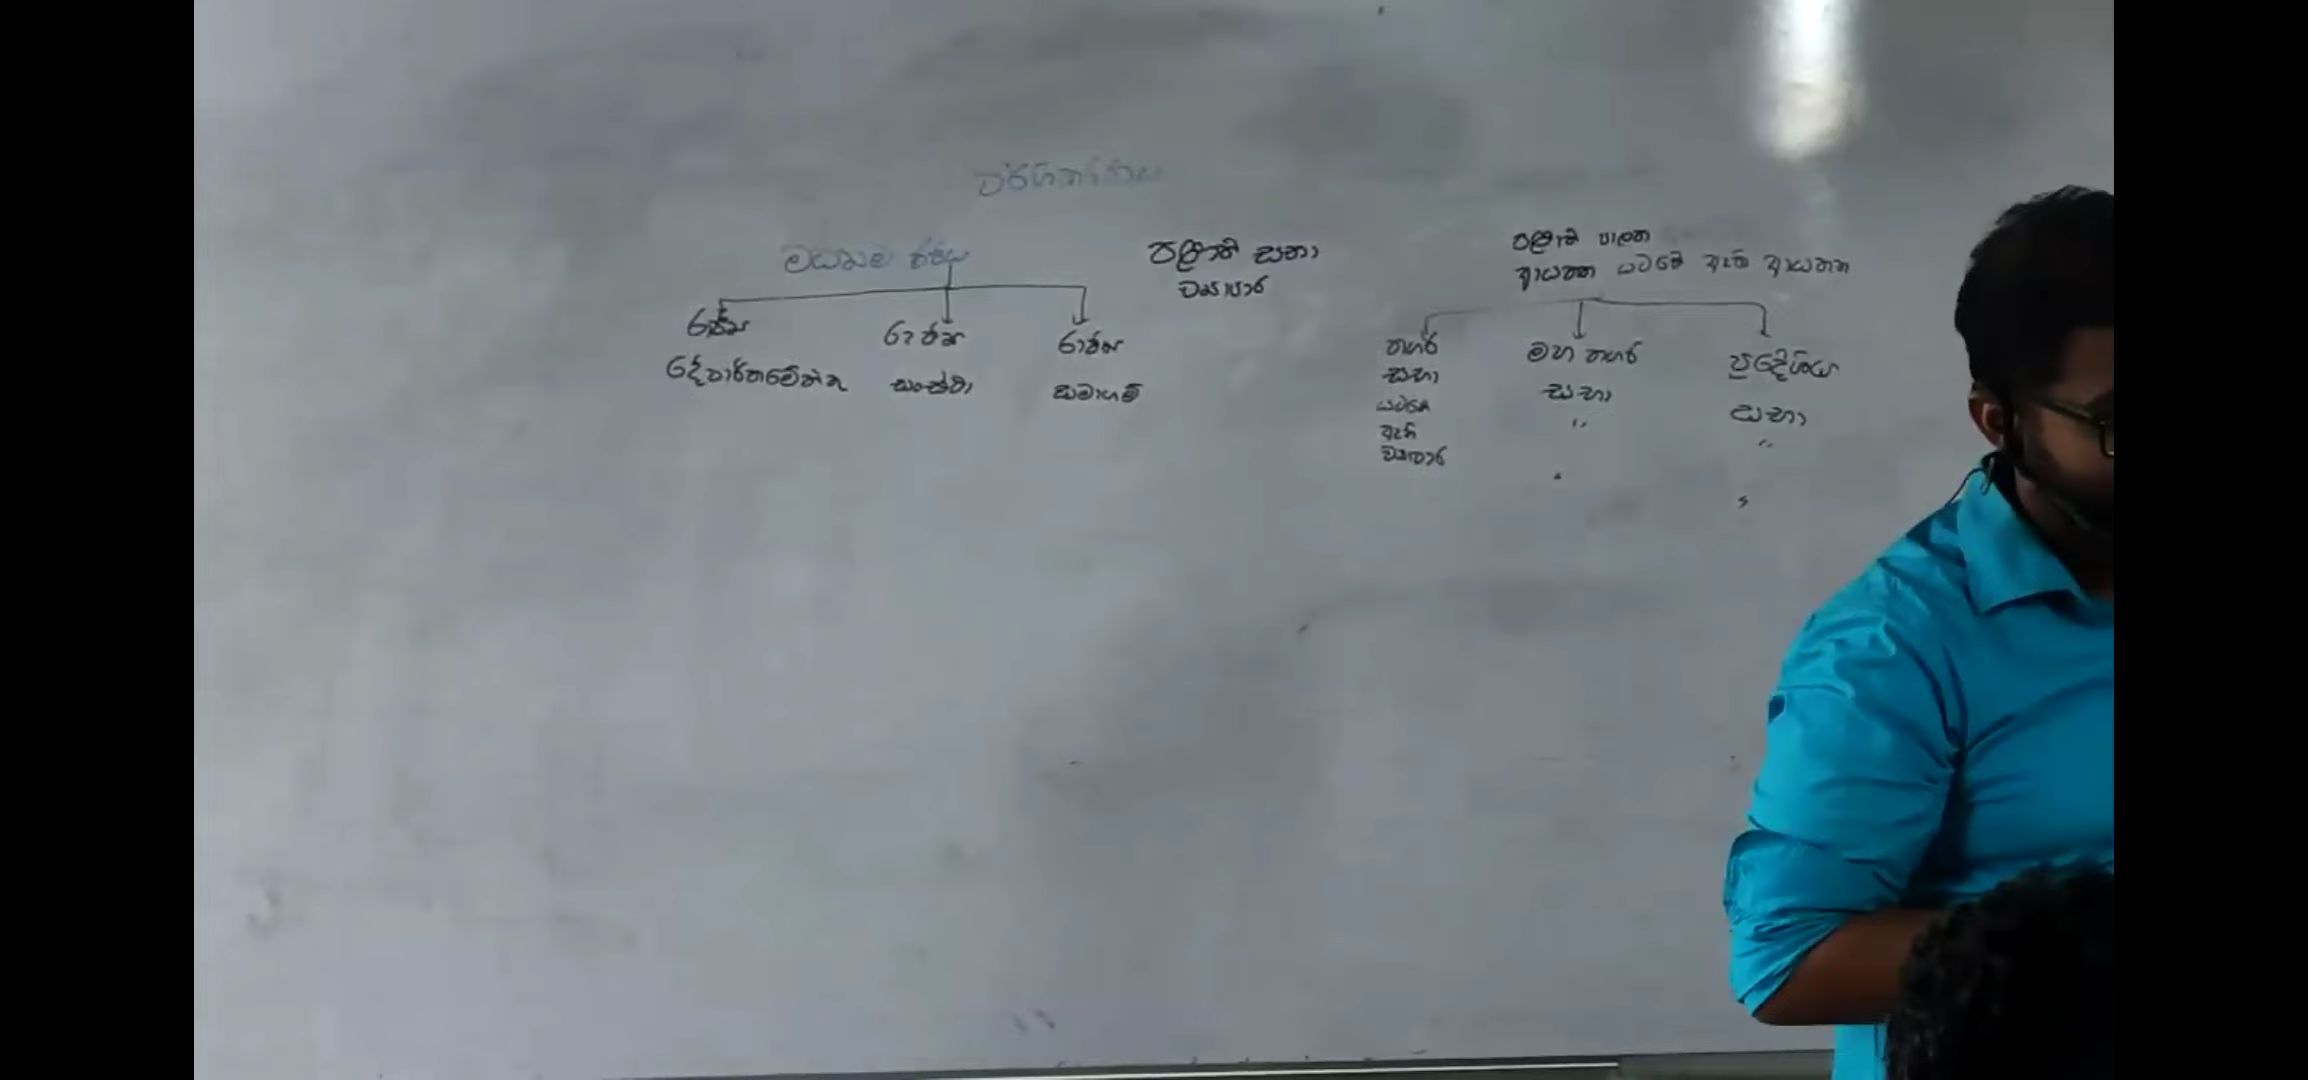 වර්ගීකරණය
මධ්‍යම රජය
පළාත් සභා
ව්‍යාපාර
පළාත් පාලන
ආයතන යටතේ ඇති ආයතන
රාජ්‍ය
දේපාර්තමේන්තු
රාජ්‍ය
සංස්ථා
රාජ්‍ය
සමාගම්
නගර
සභා
යටතේ
ඇති
ව්‍යාපාර
මහ නගර
සභා
"
ප්‍රාදේශීය
සභා
"